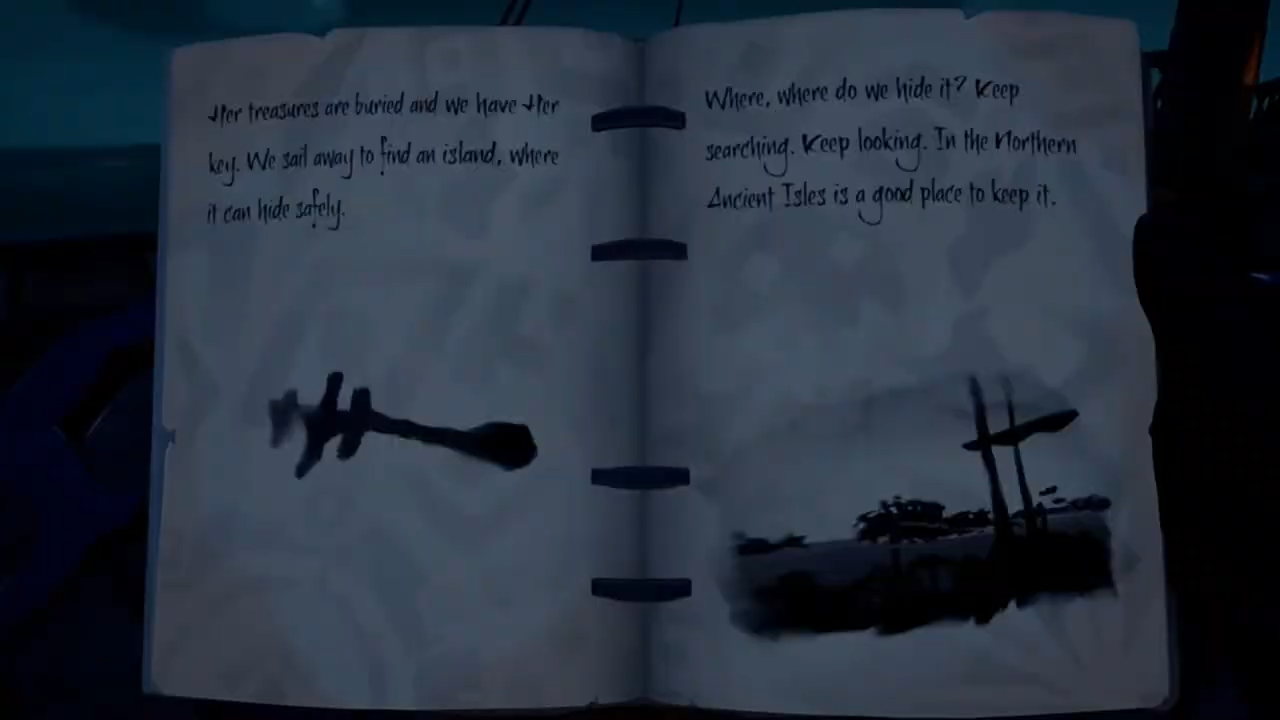 Her treasures are buried and we have Her
key. We sail away to find an island, where
it can hide safely.
Where, where do we hide it? Keep
searching. Keep looking. In the Northern
Ancient Isles is a good place to keep it.